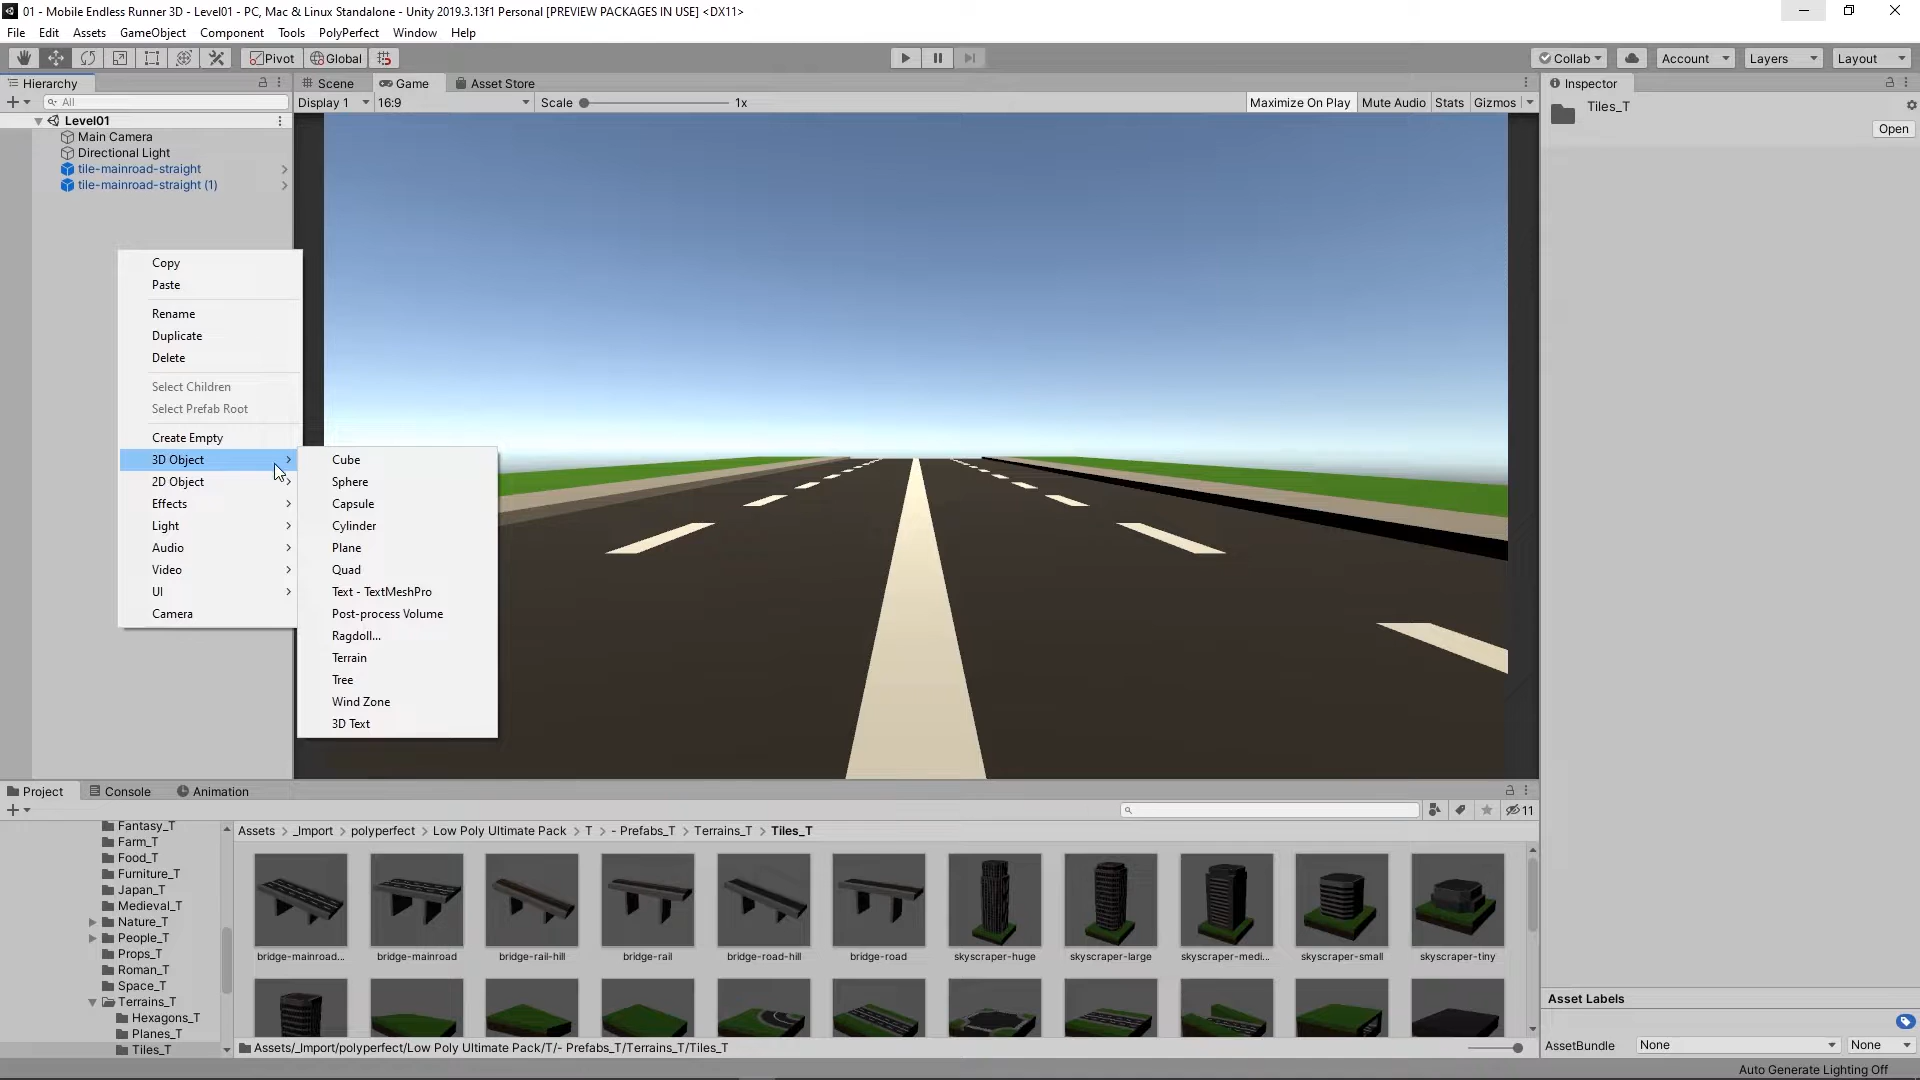 01 - Mobile Endless Runner 3D - Level01 - PC, Mac & Linux Standalone - Unity 2019.3.13f1 Personal [PREVIEW PACKAGES IN USE] <DX11>
File Edit Assets GameObject Component Tools PolyPerfect Window Help
Pivot Global Collab Account Layers Layout
Hierarchy Scene Game Asset Store Inspector
All Display 1 16:9 Scale 1x Maximize On Play Mute Audio Stats Gizmos Tiles_T
Open
Level01
Main Camera
Directional Light
tile-mainroad-straight
tile-mainroad-straight (1)
Copy
Paste
Rename
Duplicate
Delete
Select Children
Select Prefab Root
Create Empty
3D Object
2D Object
Effects
Light
Audio
Video
UI
Camera
Cube
Sphere
Capsule
Cylinder
Plane
Quad
Text - TextMeshPro
Post-process Volume
Ragdoll...
Terrain
Tree
Wind Zone
3D Text
Project Console Animation
11
Fantasy_T
Farm_T
Food_T
Furniture_T
Japan_T
Medieval_T
Nature_T
People_T
Props_T
Roman_T
Space_T
Terrains_T
Hexagons_T
Planes_T
Tiles_T
Assets > _Import > polyperfect > Low Poly Ultimate Pack > T > - Prefabs_T > Terrains_T > Tiles_T
bridge-mainroad... bridge-mainroad bridge-rail-hill bridge-rail bridge-road-hill bridge-road skyscraper-huge skyscraper-large skyscraper-medi... skyscraper-small skyscraper-tiny
Assets/_Import/polyperfect/Low Poly Ultimate Pack/T/- Prefabs_T/Terrains_T/Tiles_T
Asset Labels
AssetBundle None None
Auto Generate Lighting Off